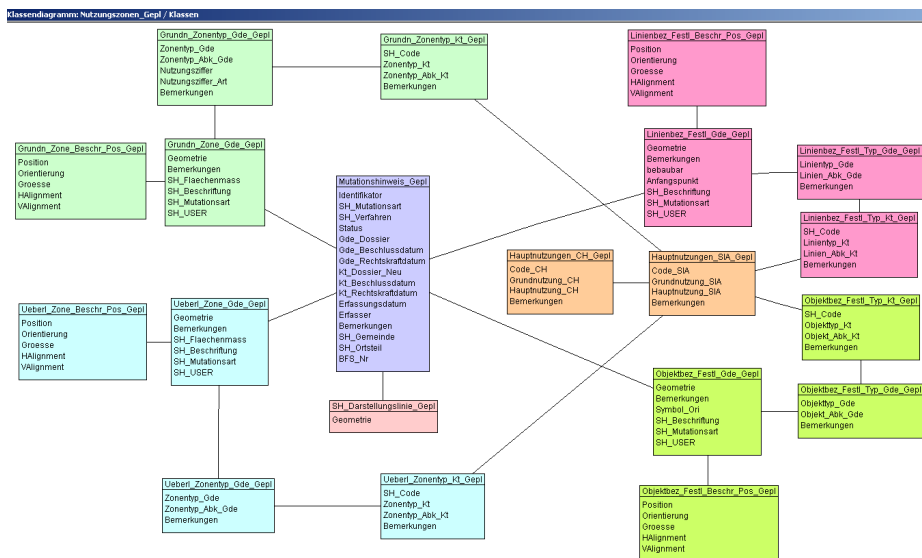 Klassendiagramm: Nutzungszonen_Gepl / Klassen
Grundn_Zonentyp_Gde_Gepl
Zonentyp_Gde
Zonentyp_Abk_Gde
Nutzungsziffer
Nutzungsziffer_Art
Bemerkungen
Grundn_Zonentyp_Kt_Gepl
SH_Code
Zonentyp_Kt
Zonentyp_Abk_Kt
Bemerkungen
Linienbez_Festl_Beschr_Pos_Gepl
Position
Orientierung
Groesse
HAlignment
VAlignment
Grundn_Zone_Beschr_Pos_Gepl
Position
Orientierung
Groesse
HAlignment
VAlignment
Grundn_Zone_Gde_Gepl
Geometrie
Bemerkungen
SH_Flaechenmass
SH_Beschriftung
SH_Mutationsart
SH_USER
Linienbez_Festl_Gde_Gepl
Geometrie
Bemerkungen
bebaubar
Anfangspunkt
SH_Beschriftung
SH_Mutationsart
SH_USER
Linienbez_Festl_Typ_Gde_Gepl
Linientyp_Gde
Linien_Abk_Gde
Bemerkungen
Mutationshinweis_Gepl
Identifikator
SH_Mutationsart
SH_Verfahren
Status
Gde_Dossier
Gde_Beschlussdatum
Gde_Rechtskraftdatum
Kt_Dossier_Neu
Kt_Beschlussdatum
Kt_Rechtskraftdatum
Erfassungsdatum
Erfasser
Bemerkungen
SH_Gemeinde
SH_Ortsteil
BFS_Nr
Linienbez_Festl_Typ_Kt_Gepl
SH_Code
Linientyp_Kt
Linien_Abk_Kt
Bemerkungen
Hauptnutzungen_CH_Gepl
Code_CH
Grundnutzung_CH
Hauptnutzung_CH
Bemerkungen
Hauptnutzungen_SIA_Gepl
Code_SIA
Grundnutzung_SIA
Hauptnutzung_SIA
Bemerkungen
Ueberl_Zone_Beschr_Pos_Gepl
Position
Orientierung
Groesse
HAlignment
VAlignment
Ueberl_Zone_Gde_Gepl
Geometrie
Bemerkungen
SH_Flaechenmass
SH_Beschriftung
SH_Mutationsart
SH_USER
Objektbez_Festl_Typ_Kt_Gepl
SH_Code
Objekttyp_Kt
Objekt_Abk_Kt
Bemerkungen
SH_Darstellungslinie_Gepl
Geometrie
Objektbez_Festl_Gde_Gepl
Geometrie
Bemerkungen
Symbol_Ori
SH_Beschriftung
SH_Mutationsart
SH_USER
Objektbez_Festl_Typ_Gde_Gepl
Objekttyp_Gde
Objekt_Abk_Gde
Bemerkungen
Ueberl_Zonentyp_Gde_Gepl
Zonentyp_Gde
Zonentyp_Abk_Gde
Bemerkungen
Ueberl_Zonentyp_Kt_Gepl
SH_Code
Zonentyp_Kt
Zonentyp_Abk_Kt
Bemerkungen
Objektbez_Festl_Beschr_Pos_Gepl
Position
Orientierung
Groesse
HAlignment
VAlignment